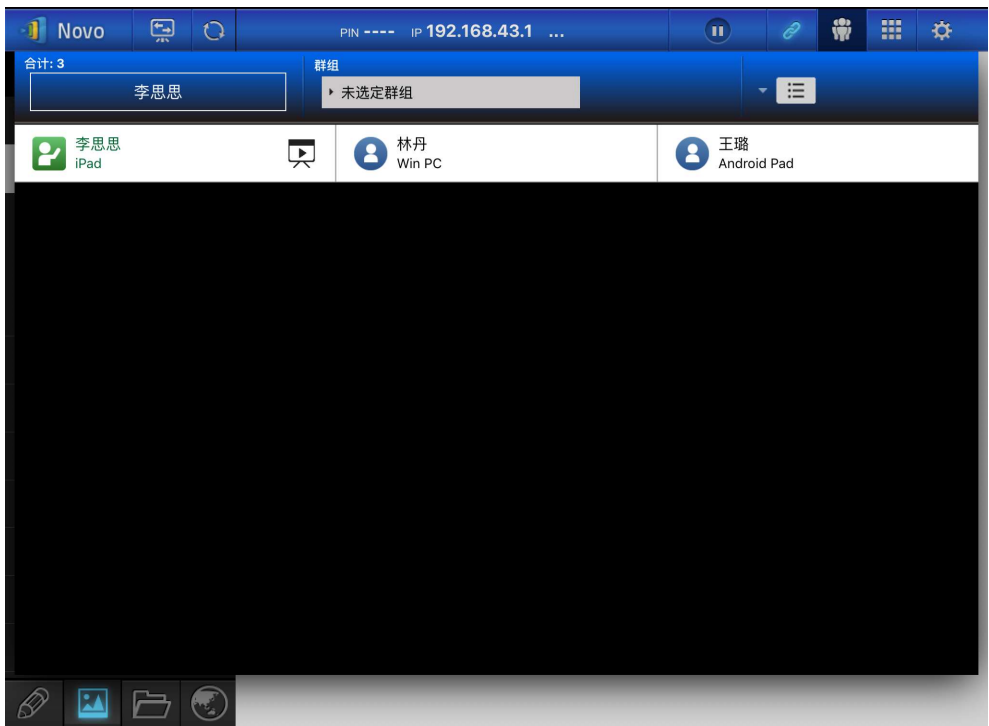 Novo
PIN ---- IP 192.168.43.1 ...
合计: 3
群组
李思思
未选定群组
李思思
iPad
林丹
Win PC
王璐
Android Pad